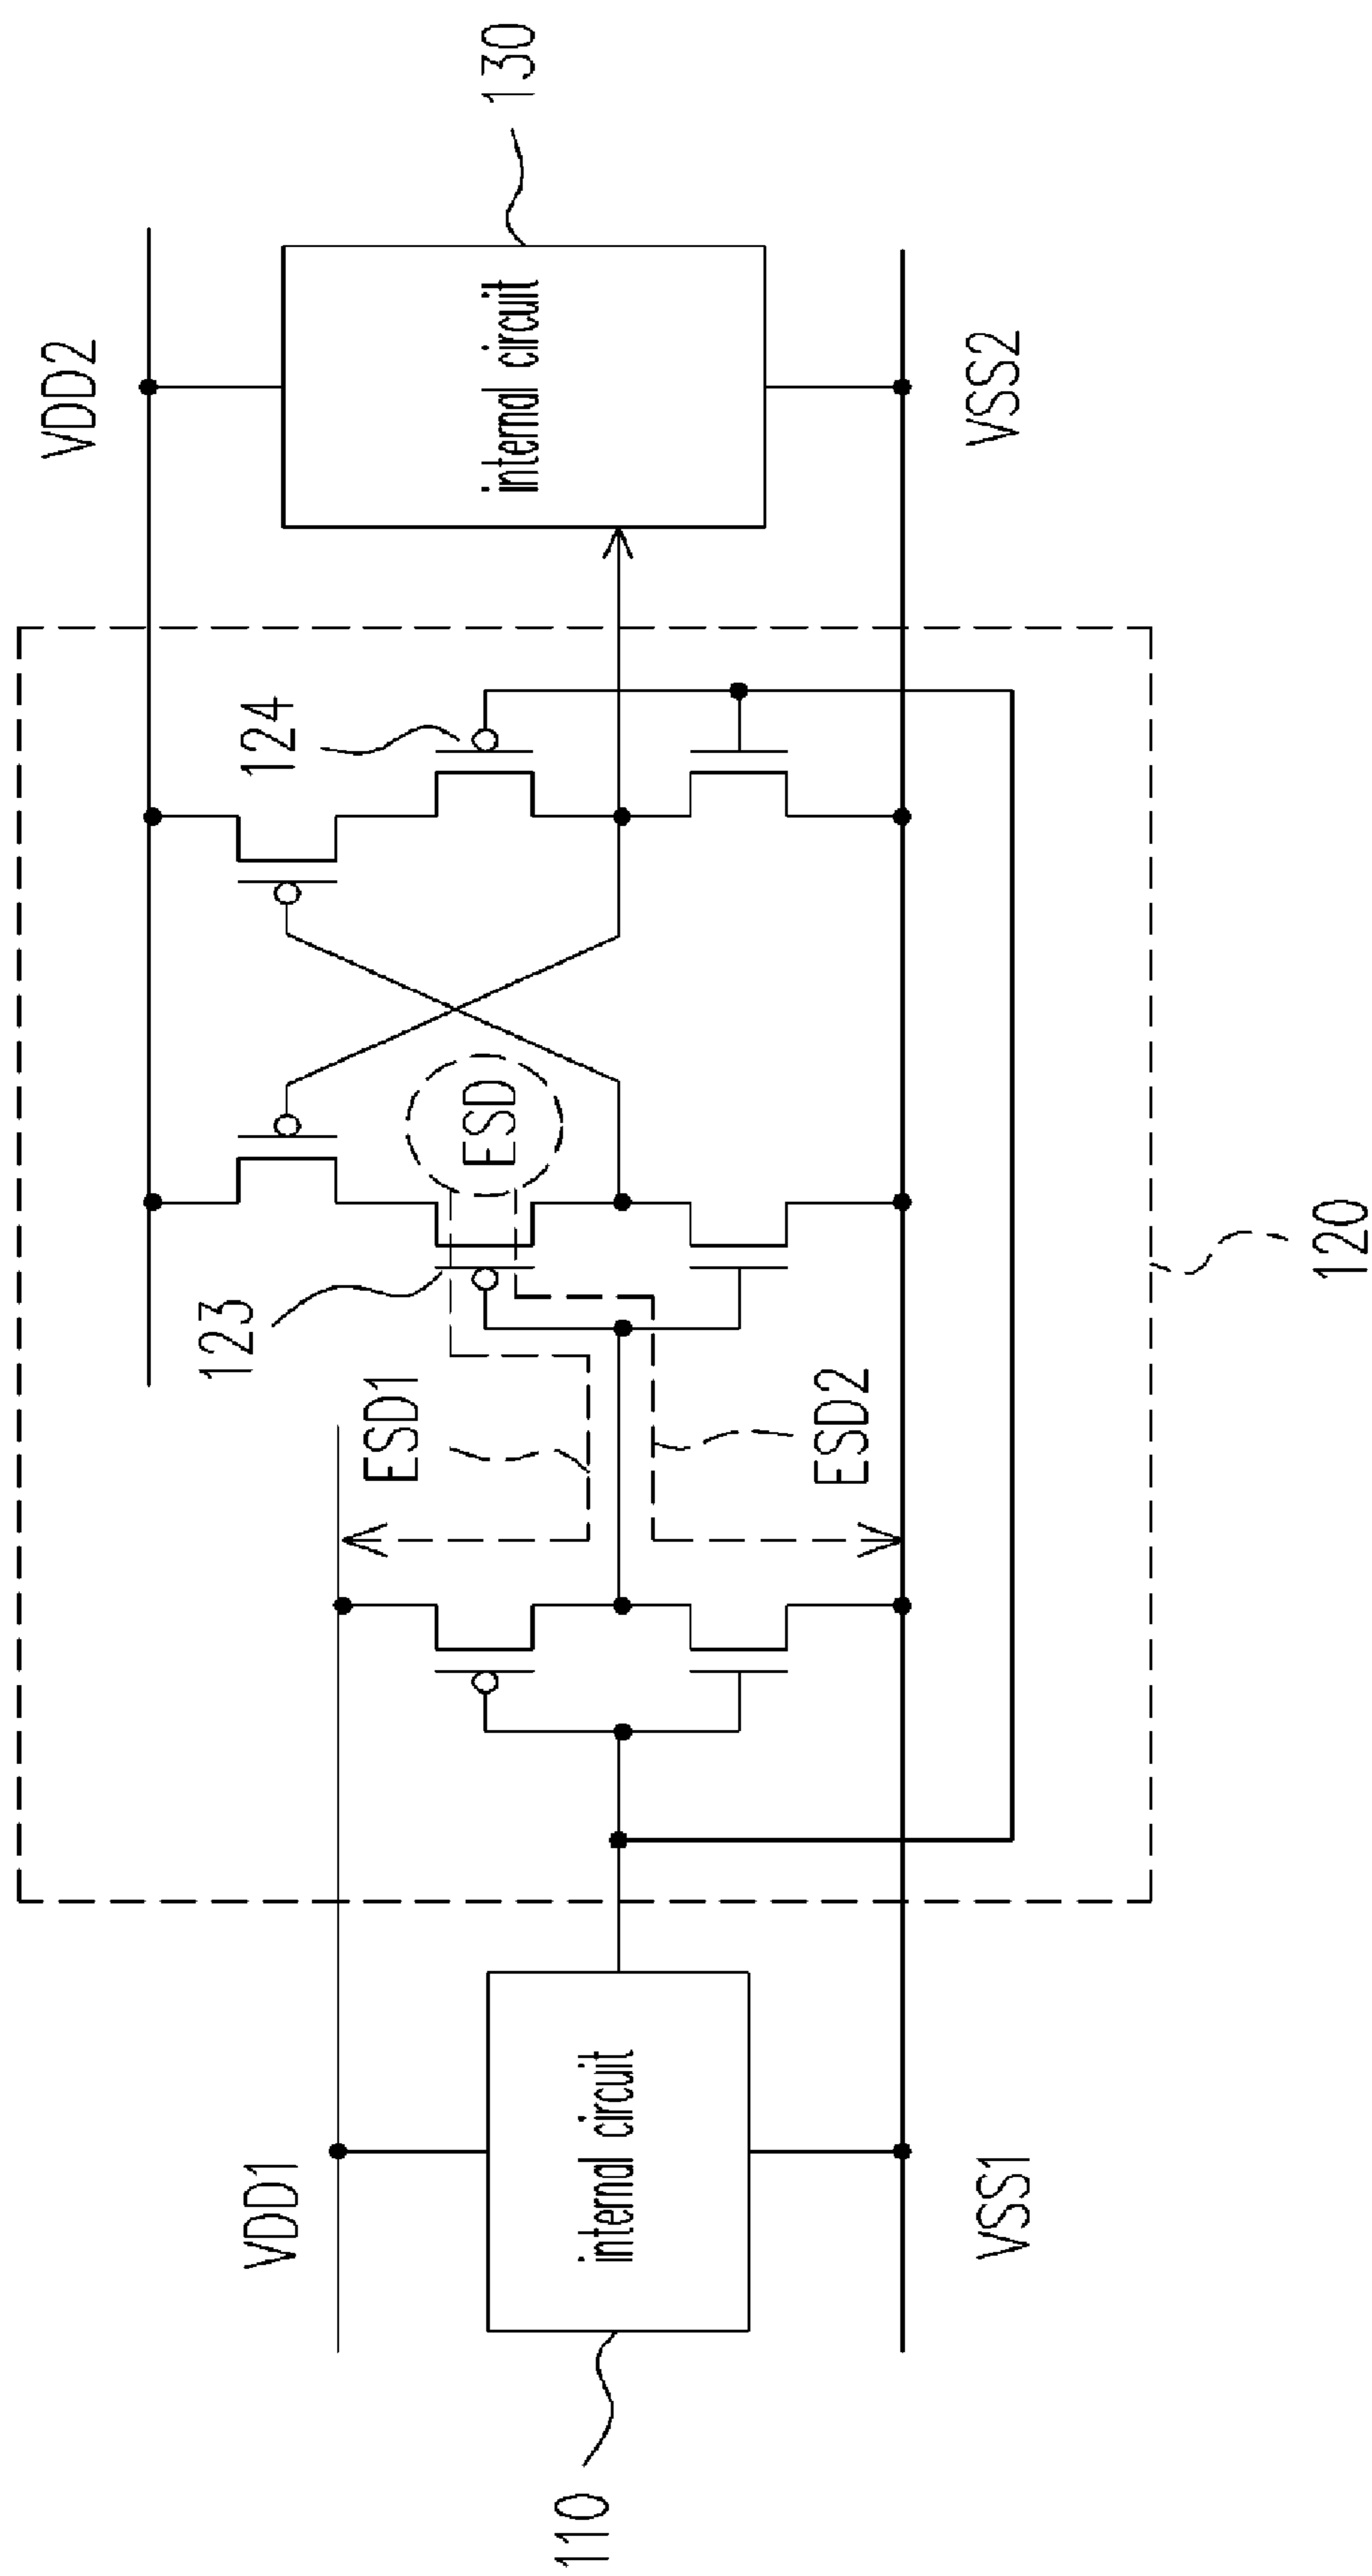 VDD2
130
internal circuit
VSS2
124
123
ESD
ESD1
ESD2
120
VDD1
internal circuit
VSS1
110